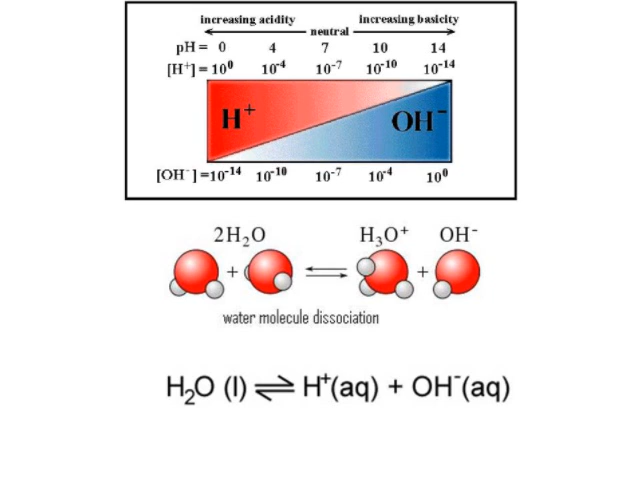 increasing acidity neutral increasing basicity
pH = 0 4 7 10 14
[H⁺] = 10⁰ 10⁻⁴ 10⁻⁷ 10⁻¹⁰ 10⁻¹⁴
H⁺ OH⁻
[OH⁻] =10⁻¹⁴ 10⁻¹⁰ 10⁻⁷ 10⁻⁴ 10⁰
2H₂O H₃O⁺ OH⁻
+ ⇌ +
water molecule dissociation
H₂O (l) ⇌ H⁺(aq) + OH⁻(aq)